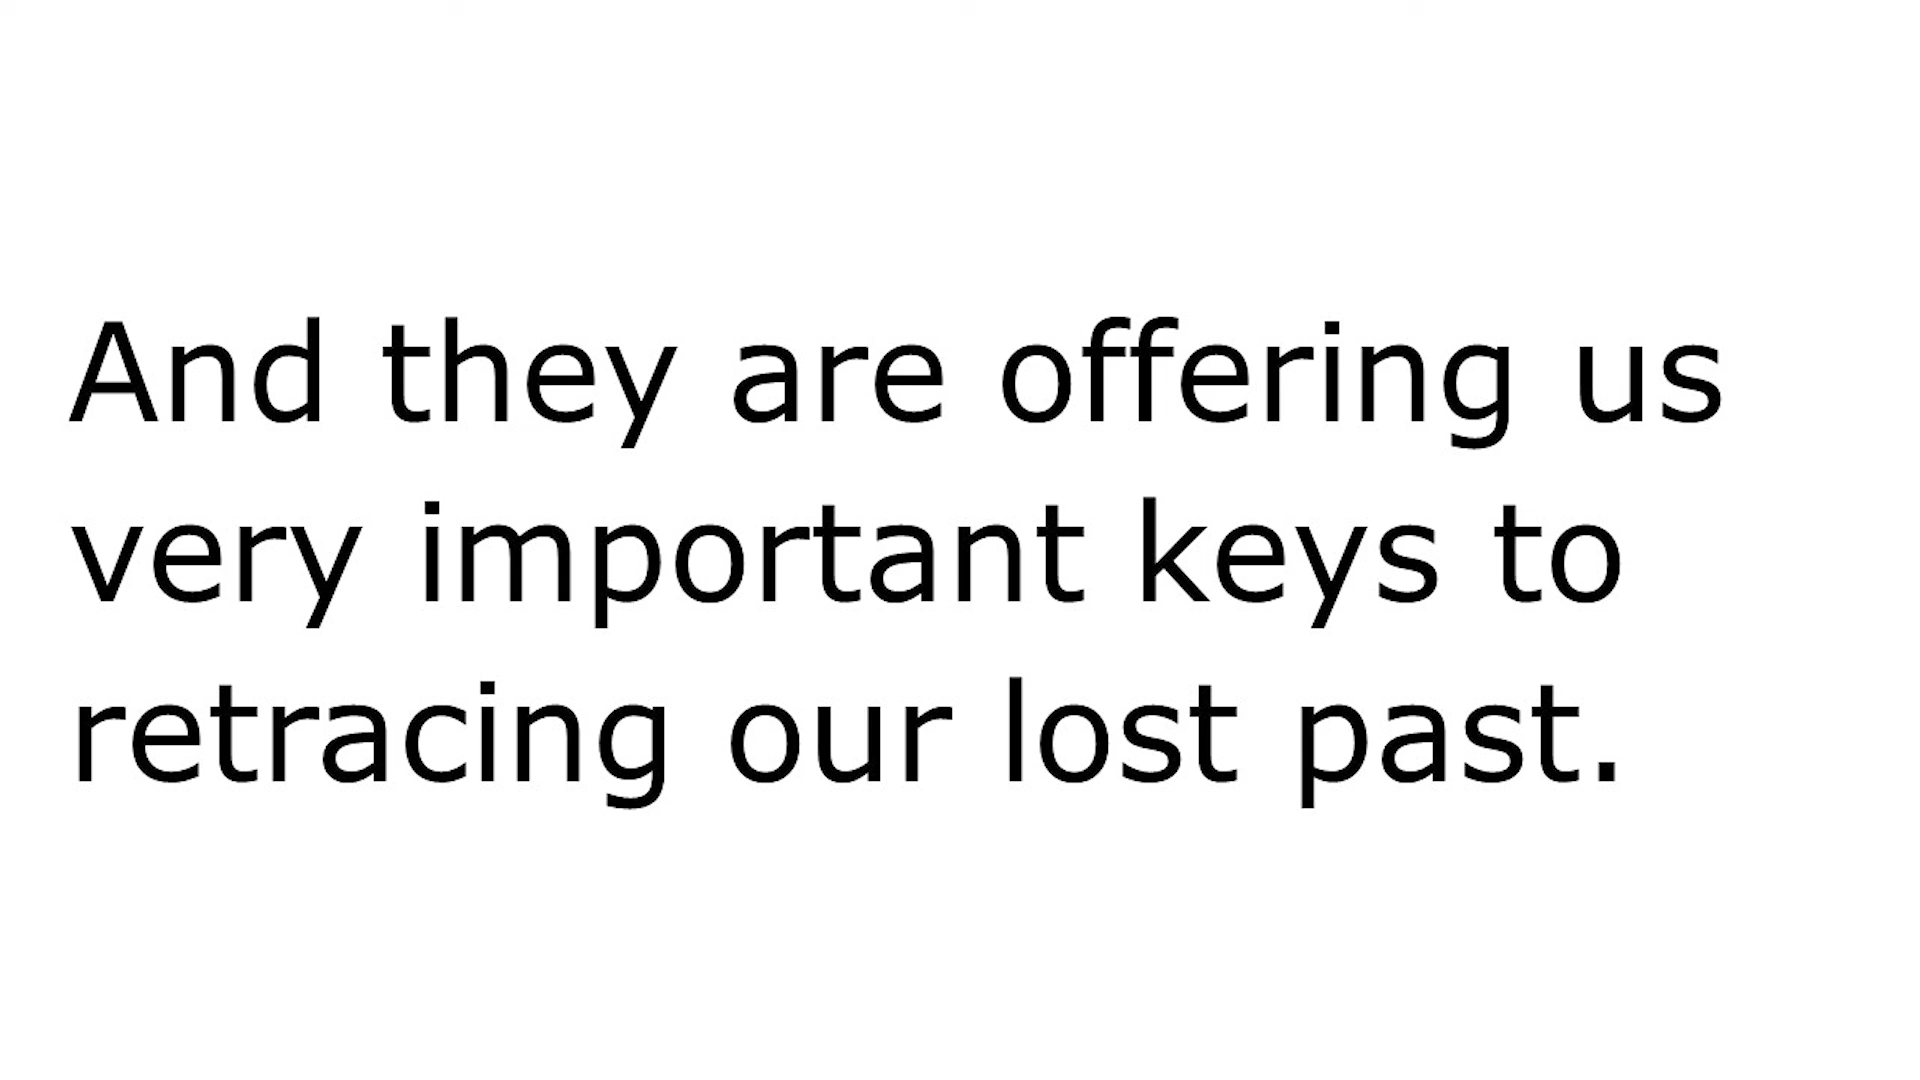 And they are offering us
very important keys to
retracing our lost past.